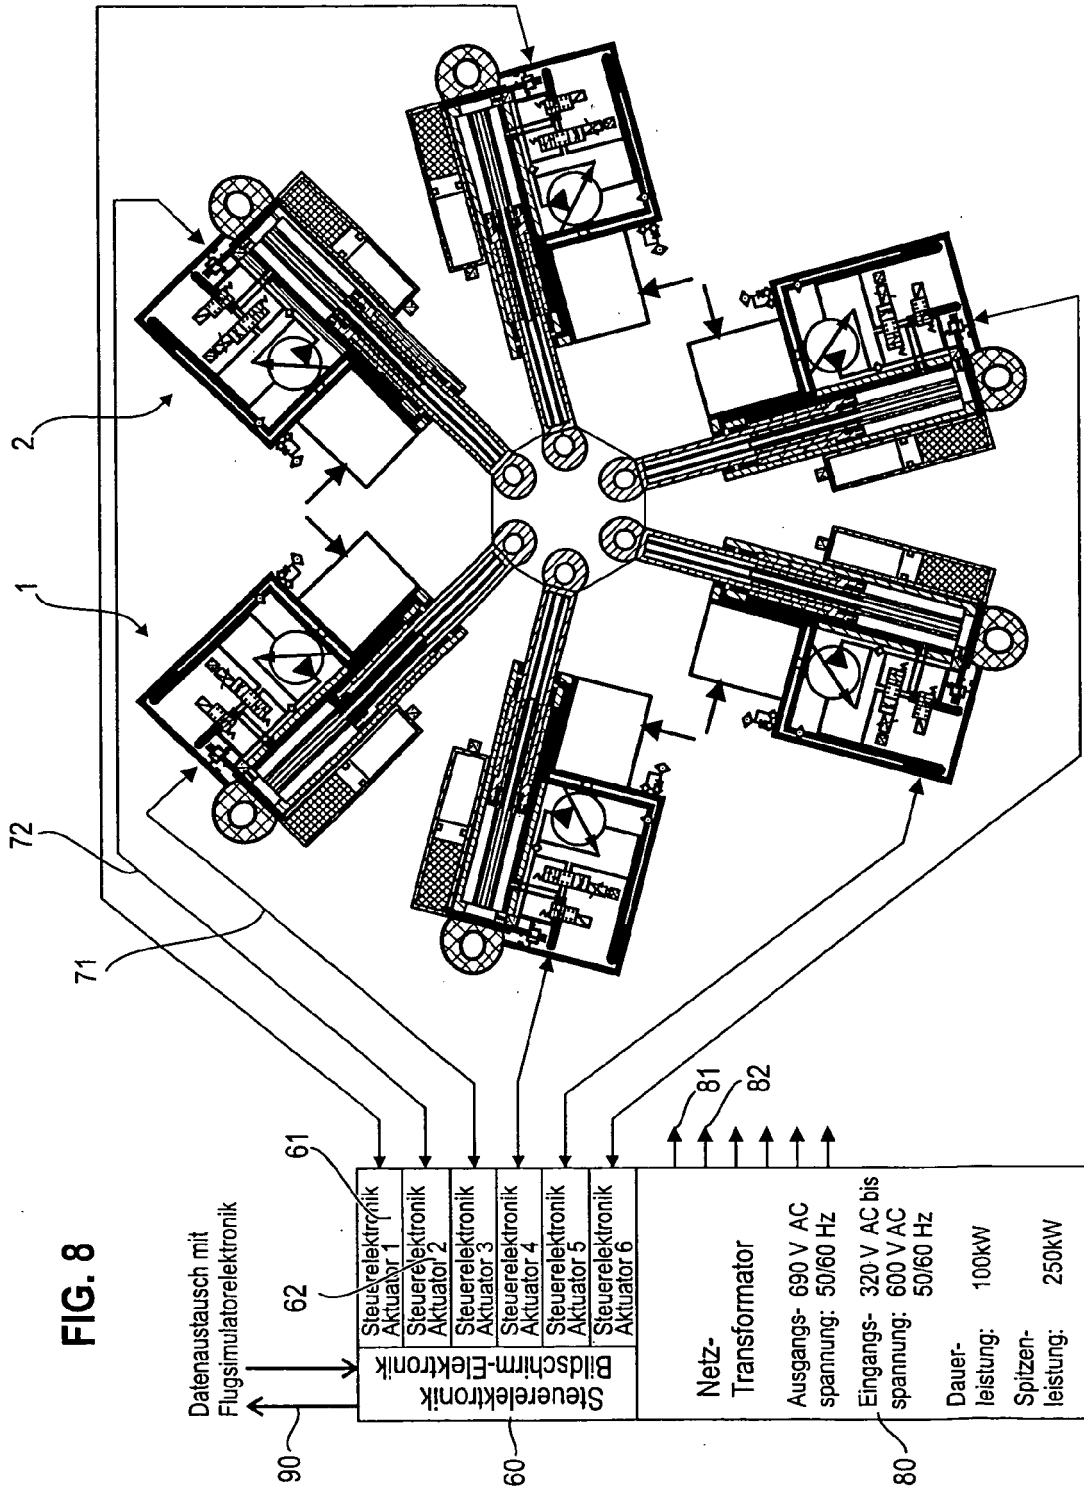 FIG. 8
Datenaustausch mit
Flugsimulatorelektronik
90
60
Steuerelektronik
Bildschirm-Elektronik
Steuerelektronik
Aktuator 1
Steuerelektronik
Aktuator 2
Steuerelektronik
Aktuator 3
Steuerelektronik
Aktuator 4
Steuerelektronik
Aktuator 5
Steuerelektronik
Aktuator 6
61
62
71
72
1
2
Netz-
Transformator
Ausgangs- 690 V AC
spannung: 50/60 Hz
Eingangs- 320 V AC bis
spannung: 600 V AC
50/60 Hz
Dauer-
leistung: 100kW
Spitzen-
leistung: 250kW
80
81
82